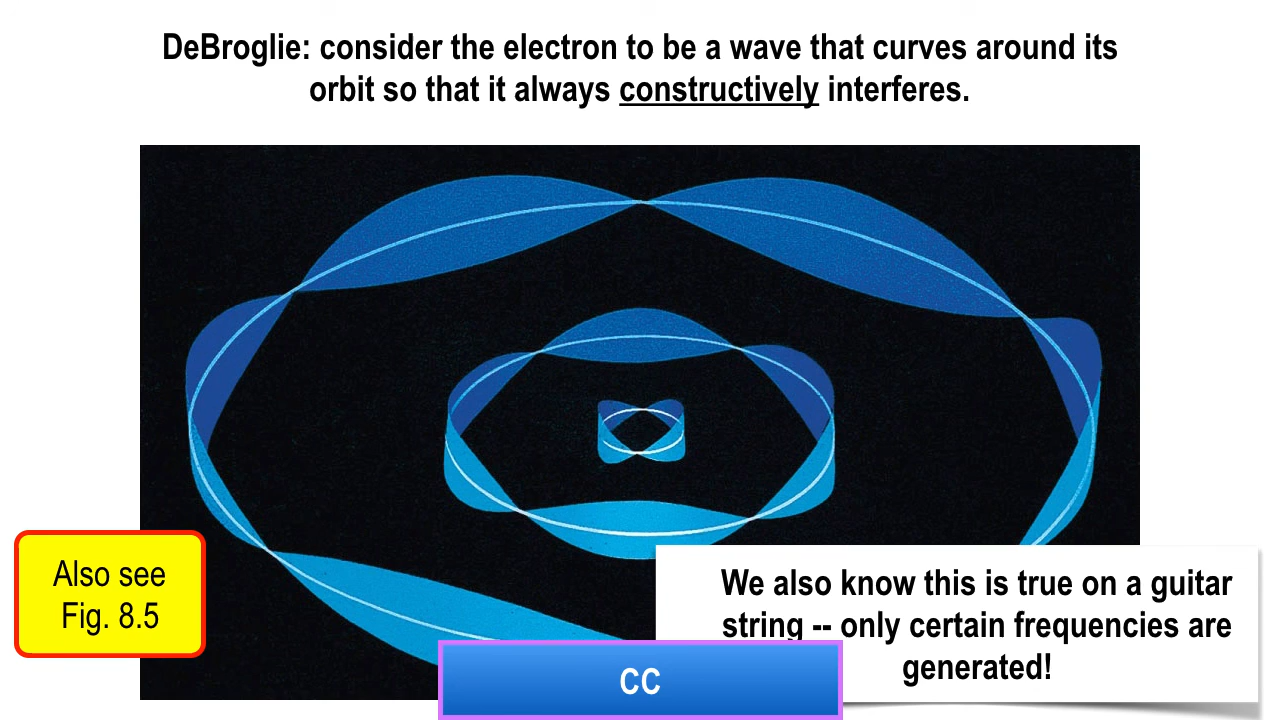 DeBroglie: consider the electron to be a wave that curves around its
orbit so that it always constructively interferes.
Also see
Fig. 8.5
We also know this is true on a guitar
string -- only certain frequencies are
generated!
CC